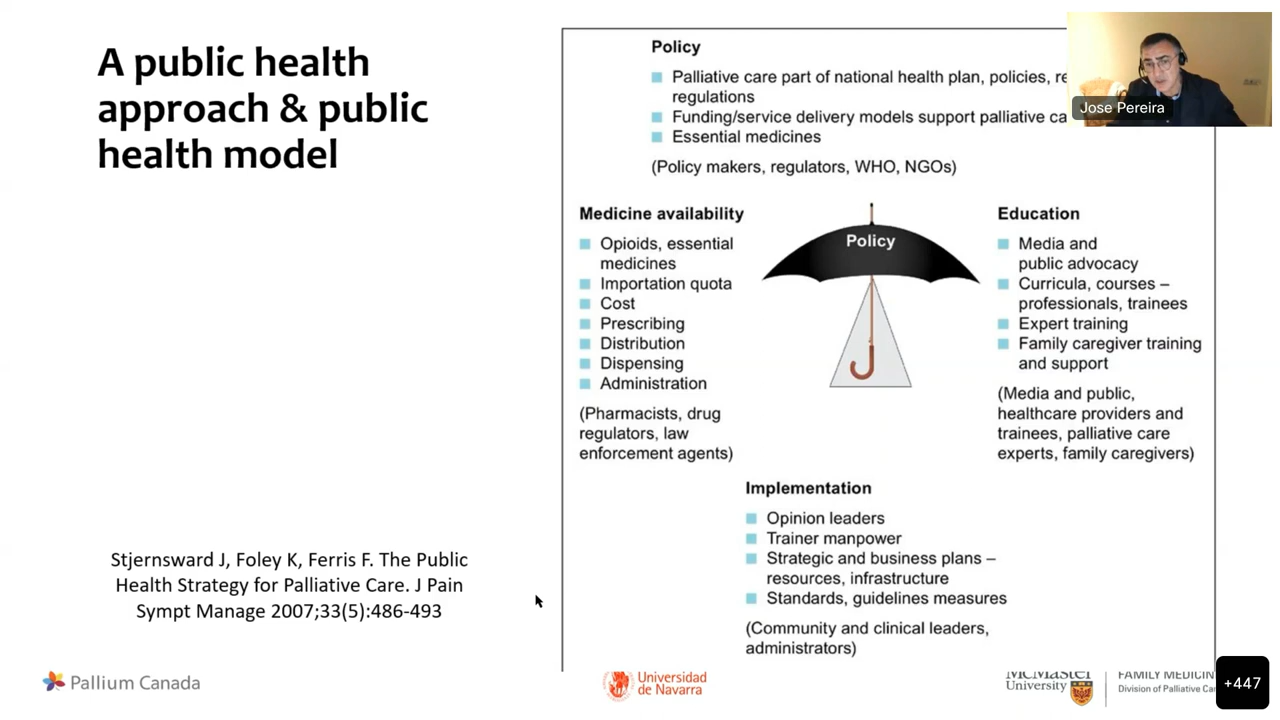 A public health
approach & public
health model
Stjernsward J, Foley K, Ferris F. The Public
Health Strategy for Palliative Care. J Pain
Sympt Manage 2007;33(5):486-493
Policy
Palliative care part of national health plan, policies,
regulations
Funding/service delivery models support palliative
Essential medicines
(Policy makers, regulators, WHO, NGOs)
Jose Pereira
Medicine availability
Opioids, essential
medicines
Importation quota
Cost
Prescribing
Distribution
Dispensing
Administration
(Pharmacists, drug
regulators, law
enforcement agents)
Policy
Education
Media and
public advocacy
Curricula, courses –
professionals, trainees
Expert training
Family caregiver training
and support
(Media and public,
healthcare providers and
trainees, palliative care
experts, family caregivers)
Implementation
Opinion leaders
Trainer manpower
Strategic and business plans –
resources, infrastructure
Standards, guidelines measures
(Community and clinical leaders,
administrators)
Pallium Canada
Universidad
de Navarra
McMaster
University
FAMILY MEDICINE
Division of Palliative
+447